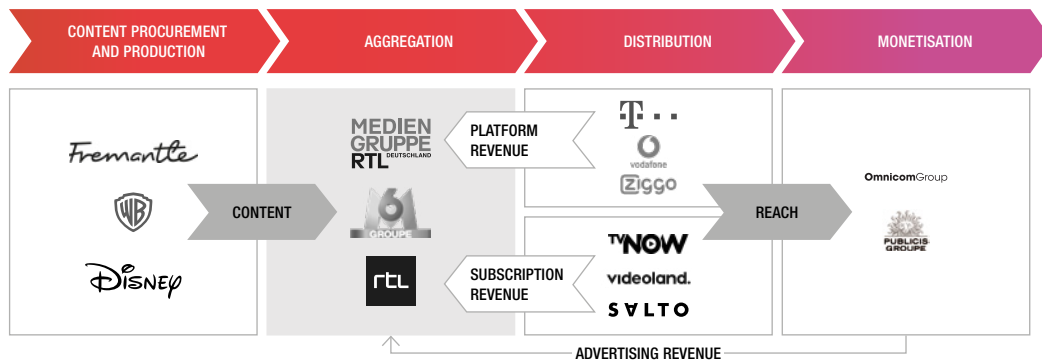 CONTENT PROCUREMENT
AND PRODUCTION
AGGREGATION
DISTRIBUTION
MONETISATION
Fremantle
WB
Disney
CONTENT
MEDIEN
GRUPPE
RTL DEUTSCHLAND
M6
GROUPE
rtl
PLATFORM
REVENUE
SUBSCRIPTION
REVENUE
T
vodafone
ziggo
TVNOW
videoland.
SALTO
REACH
OmnicomGroup
PUBLICIS
GROUPE
ADVERTISING REVENUE